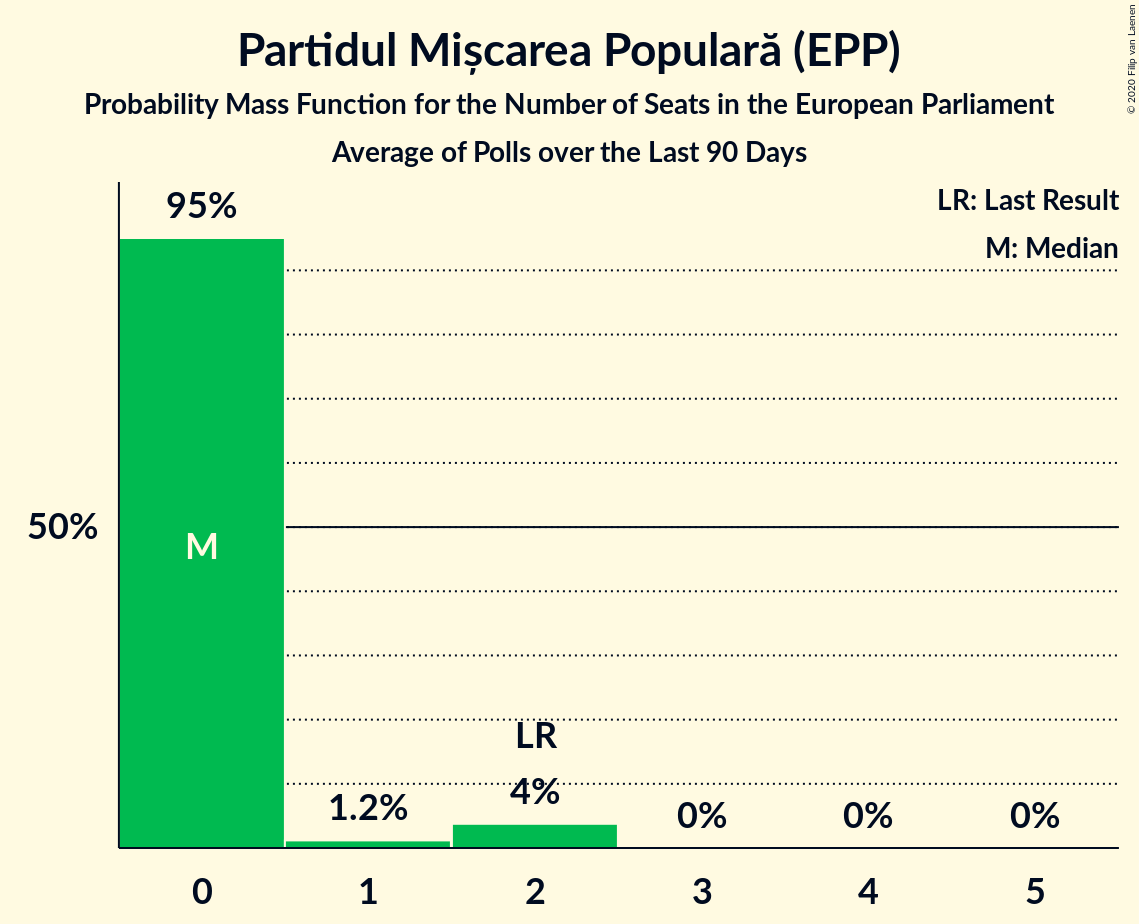 Partidul Mișcarea Populară (EPP)
Probability Mass Function for the Number of Seats in the European Parliament
Average of Polls over the Last 90 Days
© 2020 Filip van Laenen
LR: Last Result
M: Median
95%
50%
M
LR
1.2%
4%
0%
0%
0%
0
1
2
3
4
5